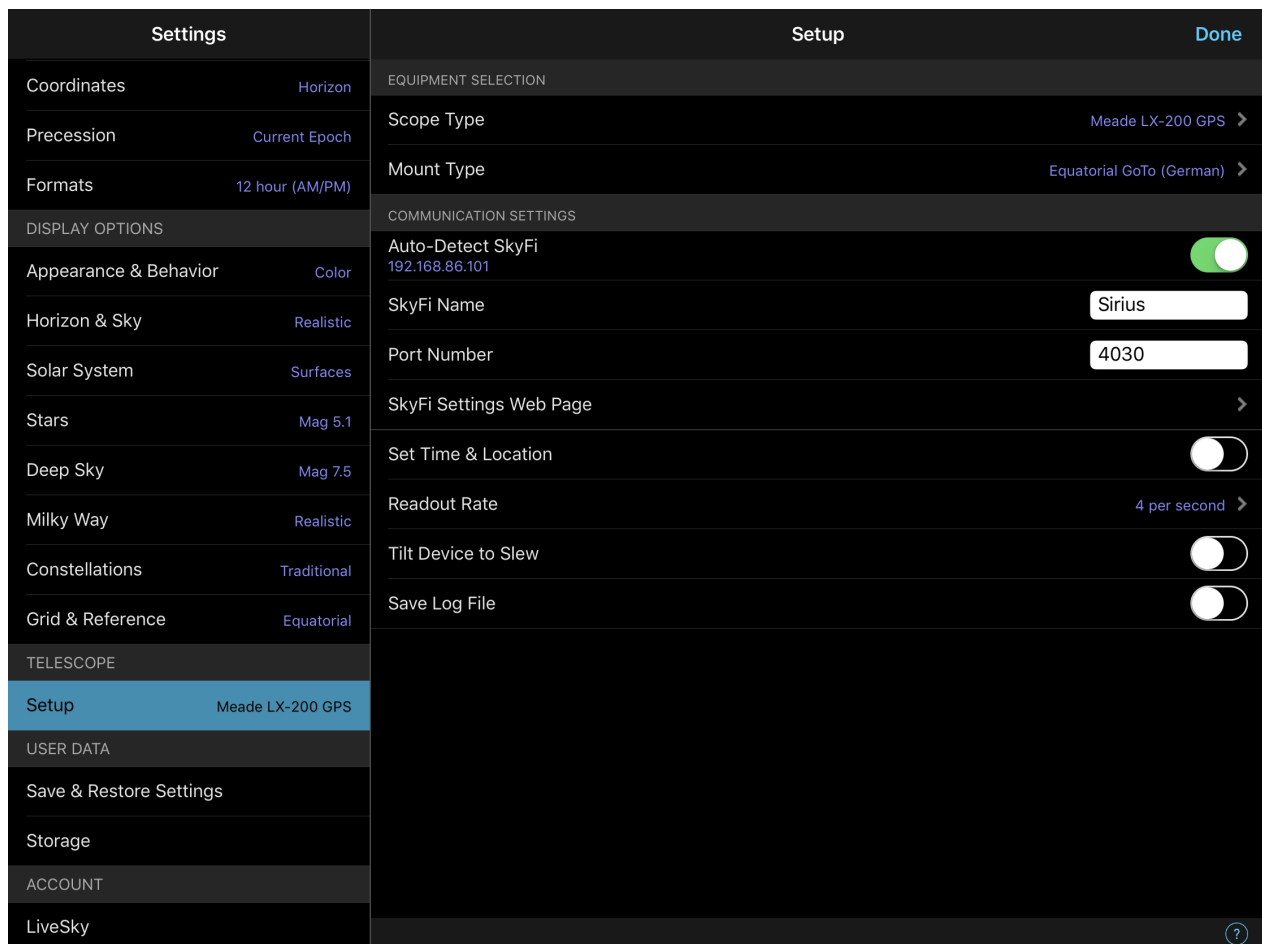 Settings
Coordinates Horizon
Precession Current Epoch
Formats 12 hour (AM/PM)
DISPLAY OPTIONS
Appearance & Behavior Color
Horizon & Sky Realistic
Solar System Surfaces
Stars Mag 5.1
Deep Sky Mag 7.5
Milky Way Realistic
Constellations Traditional
Grid & Reference Equatorial
TELESCOPE
Setup Meade LX-200 GPS
USER DATA
Save & Restore Settings
Storage
ACCOUNT
LiveSky
Setup Done
EQUIPMENT SELECTION
Scope Type Meade LX-200 GPS
Mount Type Equatorial GoTo (German)
COMMUNICATION SETTINGS
Auto-Detect SkyFi
192.168.86.101
SkyFi Name Sirius
Port Number 4030
SkyFi Settings Web Page
Set Time & Location
Readout Rate 4 per second
Tilt Device to Slew
Save Log File
?